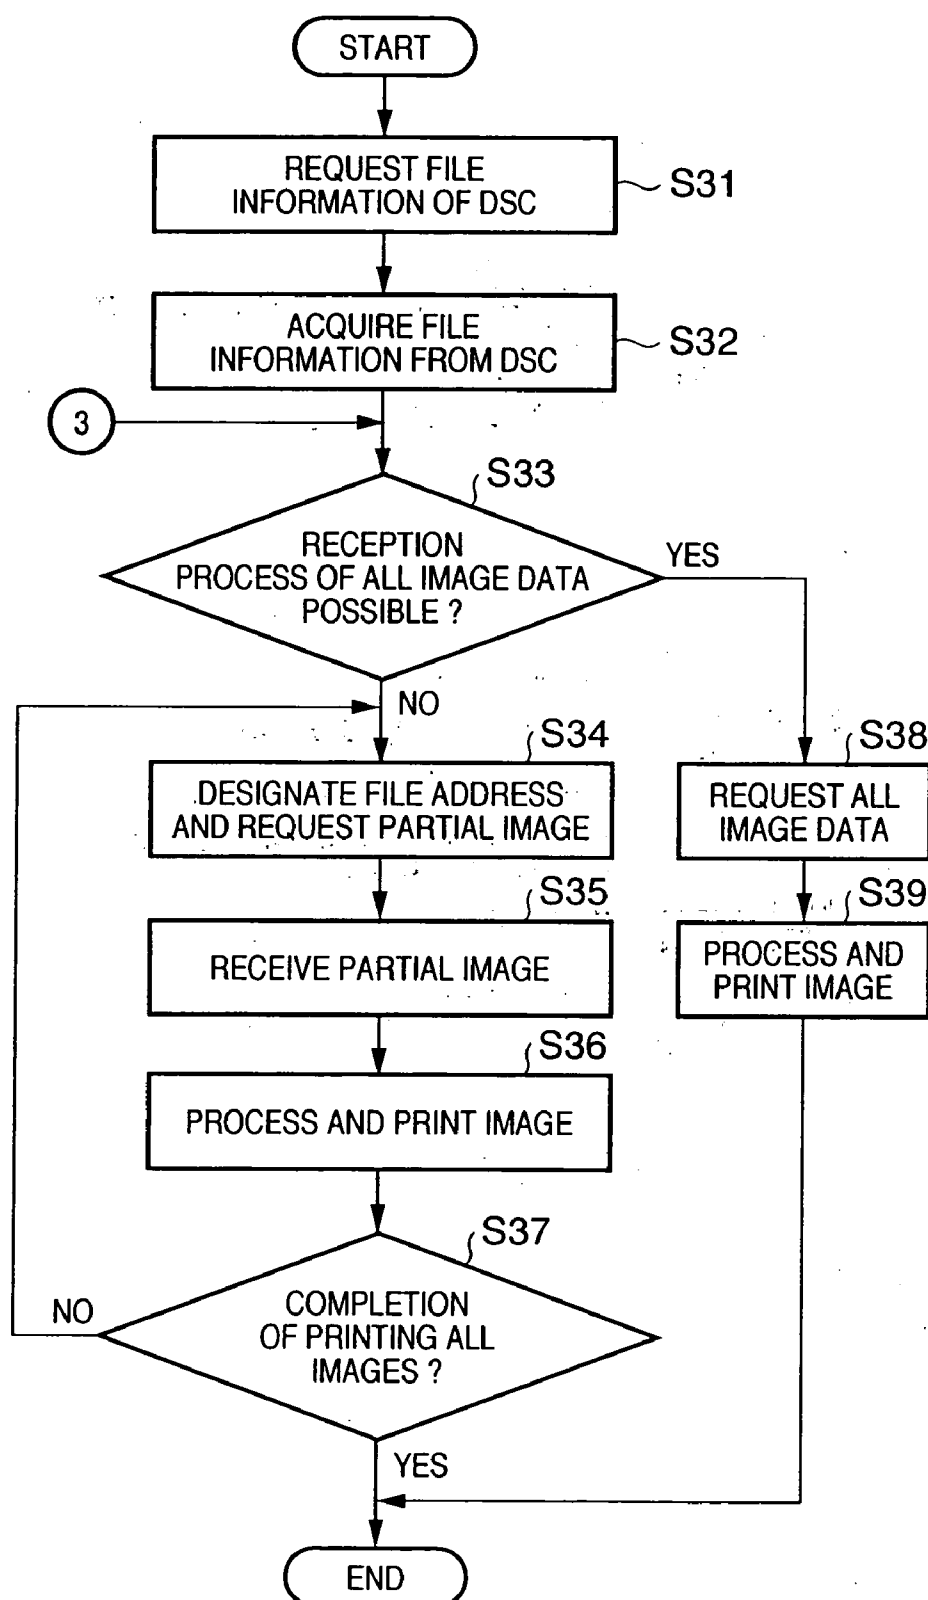 START
REQUEST FILE
INFORMATION OF DSC
S31
ACQUIRE FILE
INFORMATION FROM DSC
S32
3
S33
RECEPTION
PROCESS OF ALL IMAGE DATA
POSSIBLE ?
YES
NO
S34
DESIGNATE FILE ADDRESS
AND REQUEST PARTIAL IMAGE
S38
REQUEST ALL
IMAGE DATA
S35
RECEIVE PARTIAL IMAGE
S39
PROCESS AND
PRINT IMAGE
S36
PROCESS AND PRINT IMAGE
S37
COMPLETION
OF PRINTING ALL
IMAGES ?
NO
YES
END